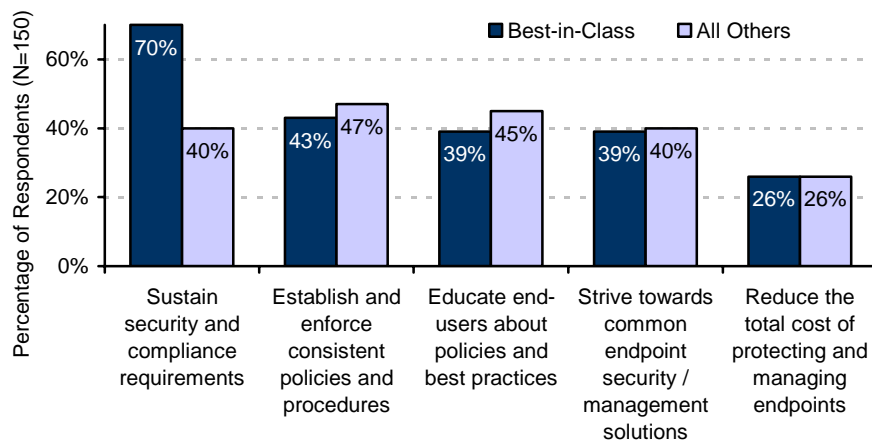 Percentage of Respondents (N=150)
Best-in-Class
All Others
60%
40%
20%
0%
70%
40%
43%
47%
39%
45%
39%
40%
26%
26%
Sustain
security and
compliance
requirements
Establish and
enforce
consistent
policies and
procedures
Educate end-
users about
policies and
best practices
Strive towards
common
endpoint
security /
management
solutions
Reduce the
total cost of
protecting and
managing
endpoints